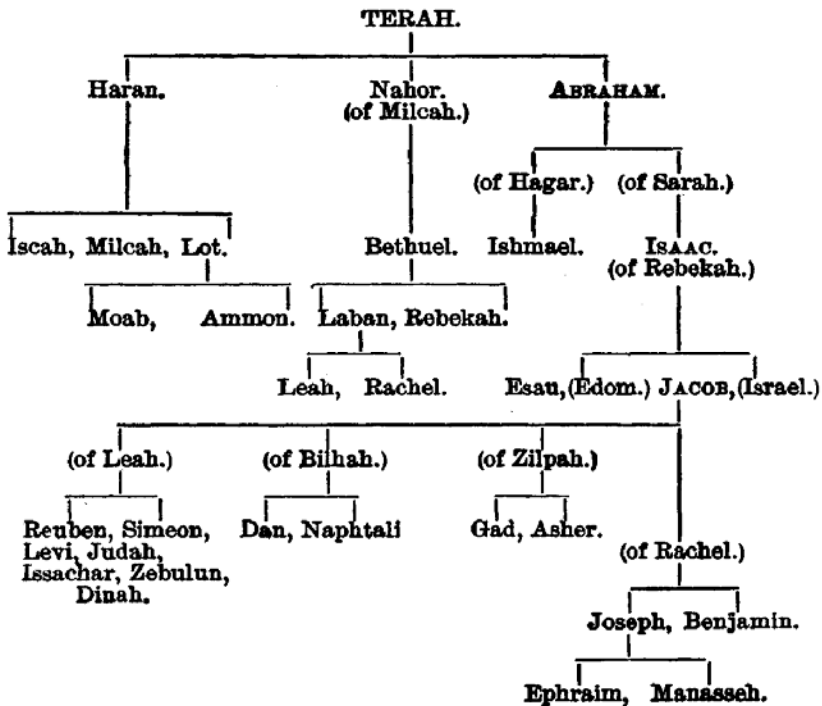 TERAH.
Haran. Nahor. ABRAHAM.
(of Milcah.)
(of Hagar.) (of Sarah.)
Iscah, Milcah, Lot. Bethuel. Ishmael. ISAAC.
(of Rebekah.)
Moab, Ammon. Laban, Rebekah.
Leah, Rachel. Esau, (Edom.) JACOB, (Israel.)
(of Leah.) (of Bilhah.) (of Zilpah.)
Reuben, Simeon, Dan, Naphtali Gad, Asher.
Levi, Judah,
(of Rachel.)
Issachar, Zebulun,
Dinah.
Joseph, Benjamin.
Ephraim, Manasseh.